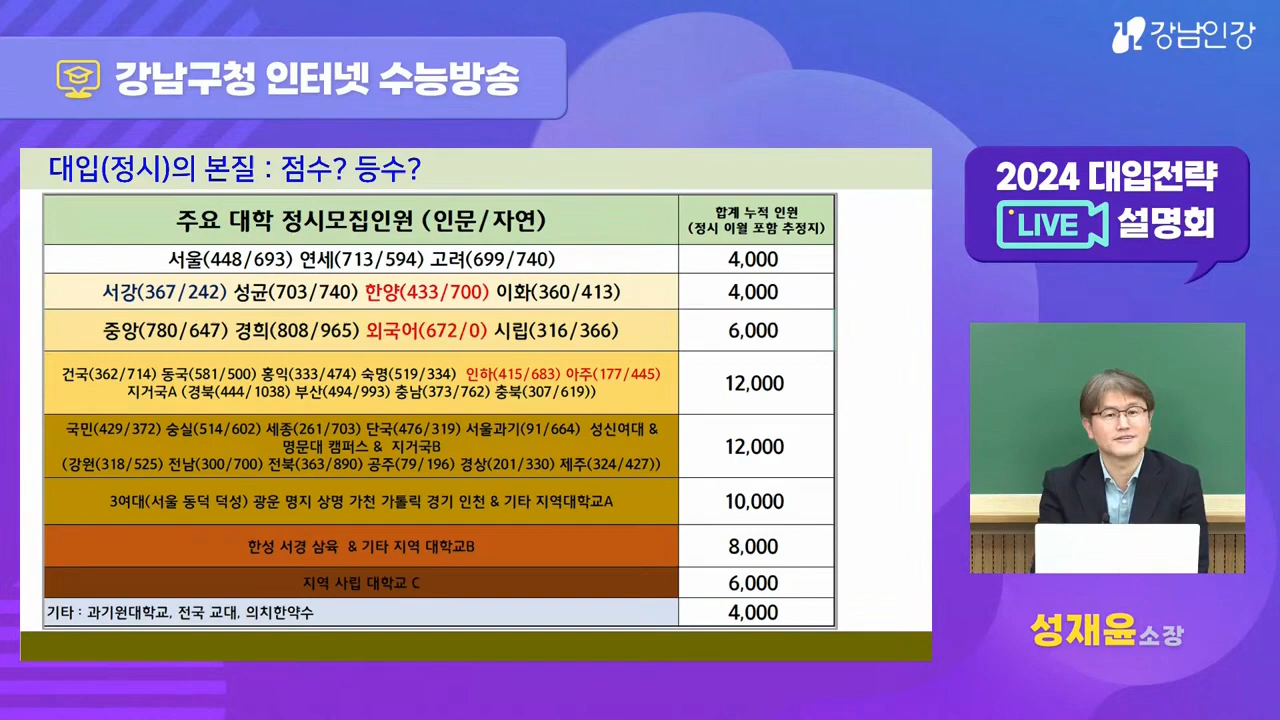 강남인강
강남구청 인터넷 수능방송
2024 대입전략
LIVE 설명회
대입(정시)의 본질 : 점수? 등수?
주요 대학 정시모집인원 (인문/자연)
합계 누적 인원
(정시 이월 포함 추정지)
서울(448/693) 연세(713/594) 고려(699/740)
4,000
서강(367/242) 성균(703/740) 한양(433/700) 이화(360/413)
4,000
중앙(780/647) 경희(808/965) 외국어(672/0) 시립(316/366)
6,000
건국(362/714) 동국(581/500) 홍익(333/474) 숙명(519/334) 인하(415/683) 아주(177/445)
지거국A (경북(444/1038) 부산(494/993) 충남(373/762) 충북(307/619))
12,000
국민(429/372) 숭실(514/602) 세종(261/703) 단국(476/319) 서울과기(91/664) 성신여대 &
명문대 캠퍼스 & 지거국B
(강원(318/525) 전남(300/700) 전북(363/890) 공주(79/196) 경상(201/330) 제주(324/427))
12,000
3여대(서울 동덕 덕성) 광운 명지 상명 가천 가톨릭 경기 인천 & 기타 지역대학교A
10,000
한성 서경 삼육 & 기타 지역 대학교B
8,000
지역 사립 대학교 C
6,000
기타 : 과기원대학교, 전국 교대, 의치한약수
4,000
성재윤소장